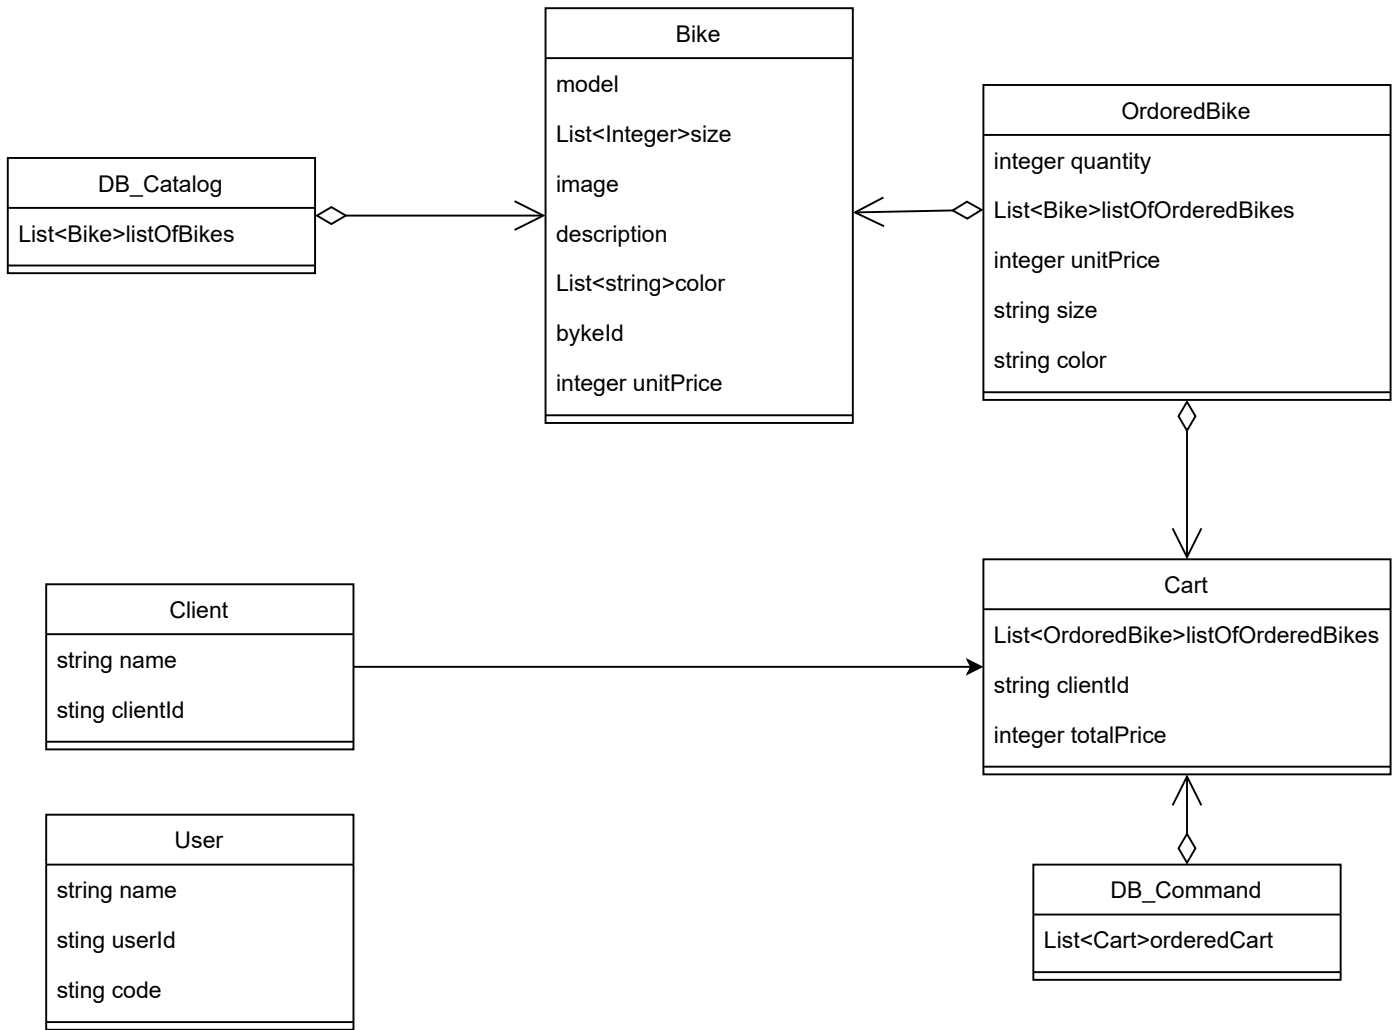 Bike
model
List<Integer>size
image
description
List<string>color
bykeId
integer unitPrice
OrdoredBike
integer quantity
List<Bike>listOfOrderedBikes
integer unitPrice
string size
string color
DB_Catalog
List<Bike>listOfBikes
Client
string name
sting clientId
Cart
List<OrdoredBike>listOfOrderedBikes
string clientId
integer totalPrice
User
string name
sting userId
sting code
DB_Command
List<Cart>orderedCart